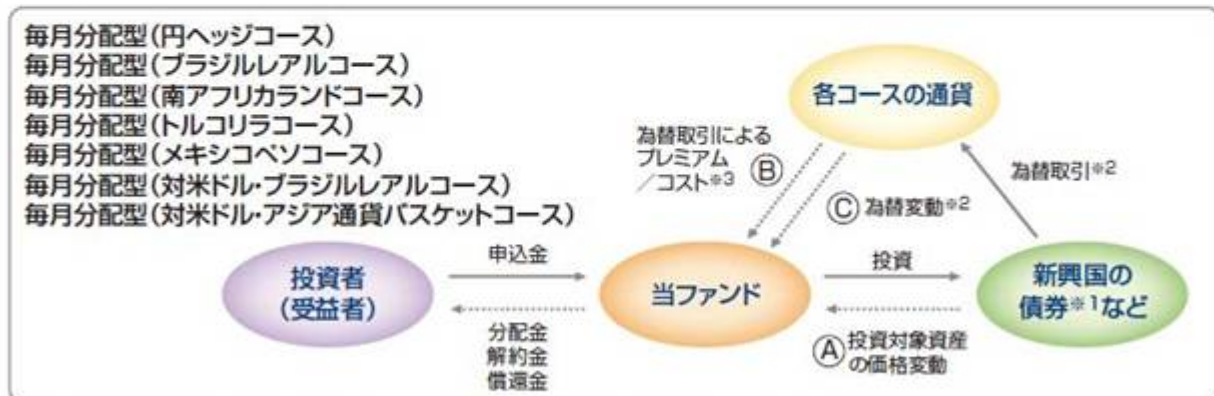 毎月分配型(円ヘッジコース)
毎月分配型(ブラジルレアルコース)
毎月分配型(南アフリカランドコース)
毎月分配型(トルコリラコース)
毎月分配型(メキシコペソコース)
毎月分配型(対米ドル・ブラジルレアルコース)
毎月分配型(対米ドル・アジア通貨バスケットコース)
各コースの通貨
為替取引による
プレミアム
/コスト※3
Ⓑ
Ⓒ為替変動※2
為替取引※2
投資者
(受益者)
申込金
分配金
解約金
償還金
当ファンド
投資
Ⓐ投資対象資産
の価格変動
新興国の
債券※1など